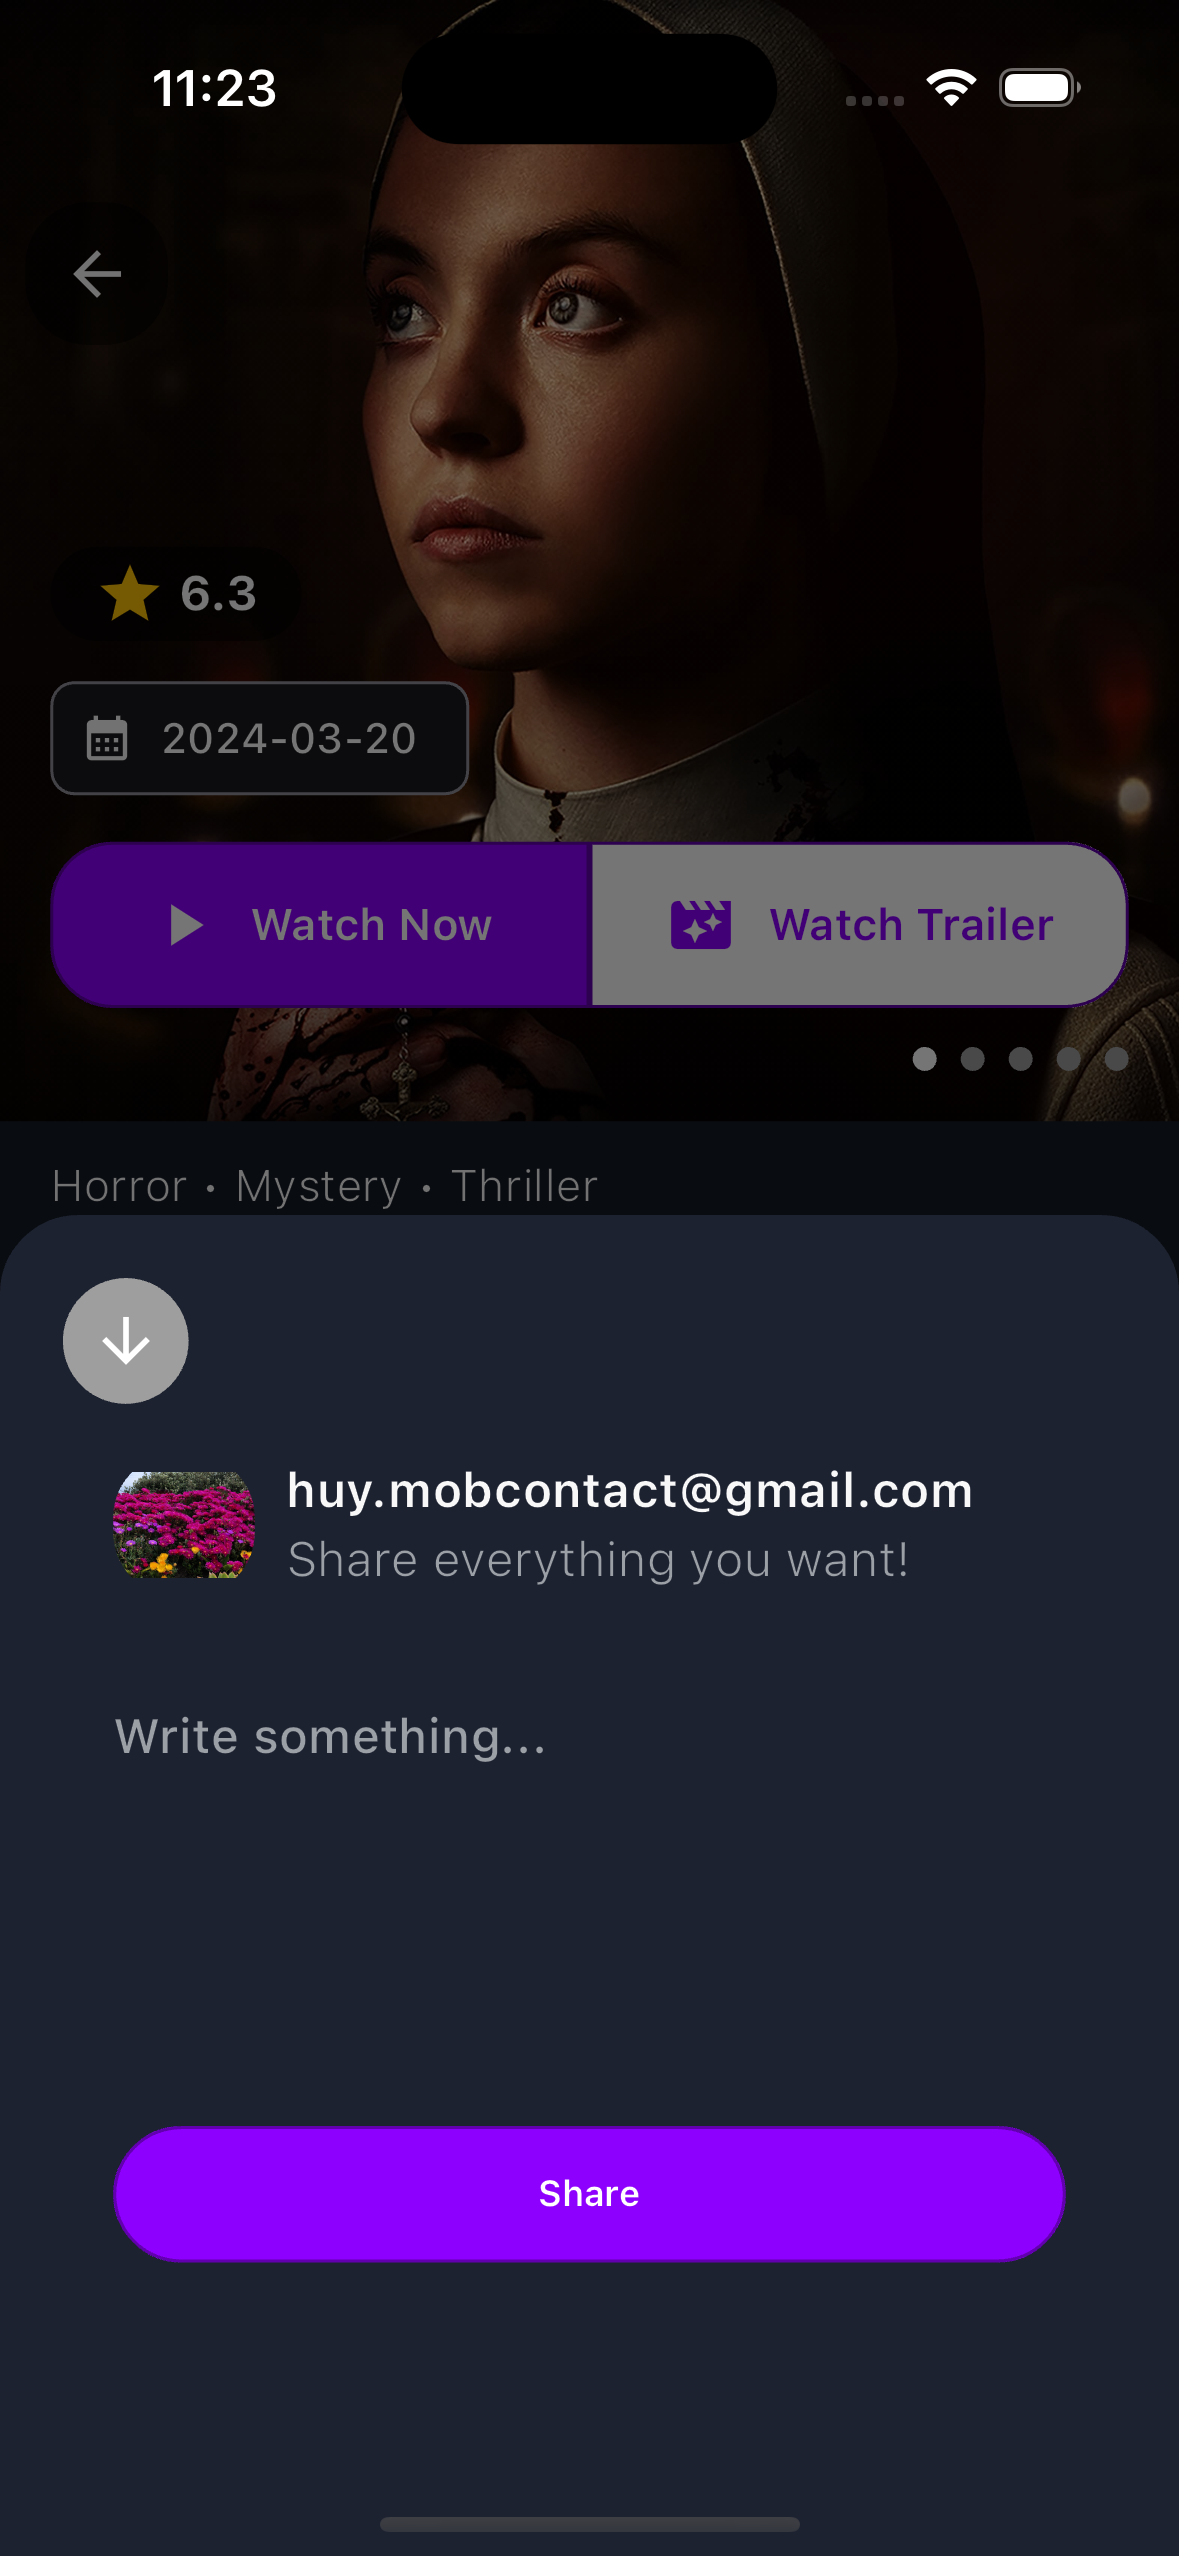 11:23
6.3
2024-03-20
Watch Now
Watch Trailer
Horror • Mystery • Thriller
huy.mobcontact@gmail.com
Share everything you want!
Write something...
Share